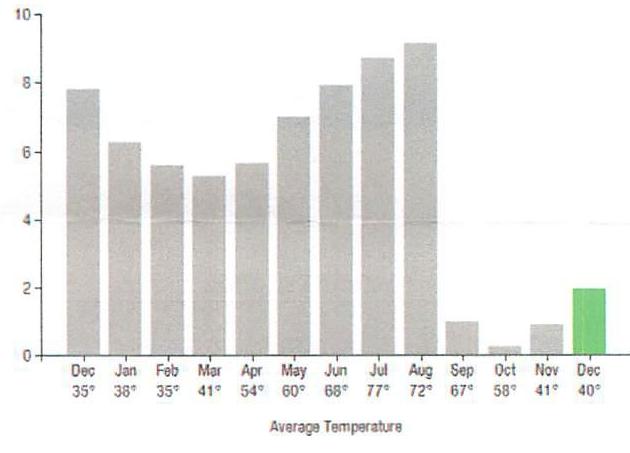 10
8
6
4
2
0
Dec Jan Feb Mar Apr May Jun Jul Aug Sep Oct Nov Dec
35° 38° 35° 41° 54° 60° 68° 77° 72° 67° 58° 41° 40°
Average Temperature